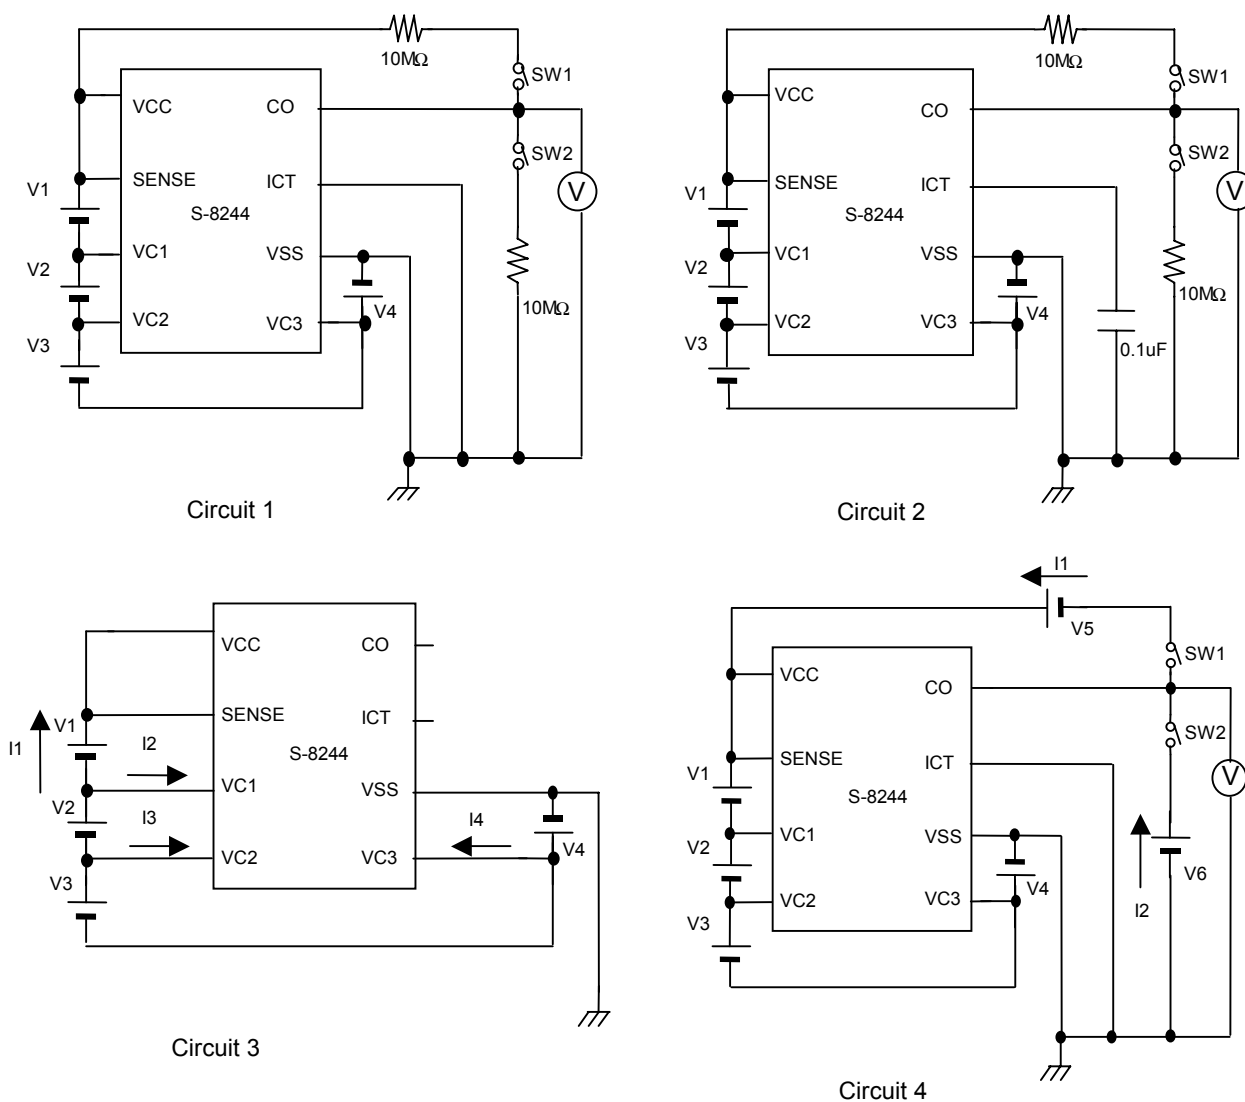 10MΩ
SW1
VCC
CO
SW2
SENSE
ICT
V1
S-8244
V
VC1
VSS
V2
V4
10MΩ
VC2
VC3
V3
Circuit 1
10MΩ
SW1
VCC
CO
SW2
SENSE
ICT
V1
S-8244
V
VC1
VSS
V2
V4
10MΩ
VC2
VC3
V3
0.1uF
Circuit 2
VCC
CO
SENSE
ICT
V1
I1
I2
S-8244
VC1
VSS
V2
I3
I4
V4
VC2
VC3
V3
Circuit 3
I1
V5
SW1
VCC
CO
SW2
SENSE
ICT
V1
V
S-8244
VC1
VSS
V2
V4
V6
VC2
VC3
I2
V3
Circuit 4